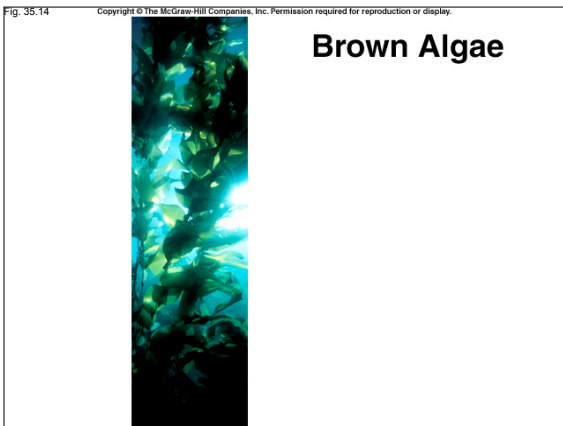 Fig. 35.14
Copyright © The McGraw-Hill Companies, Inc. Permission required for reproduction or display.
Brown Algae